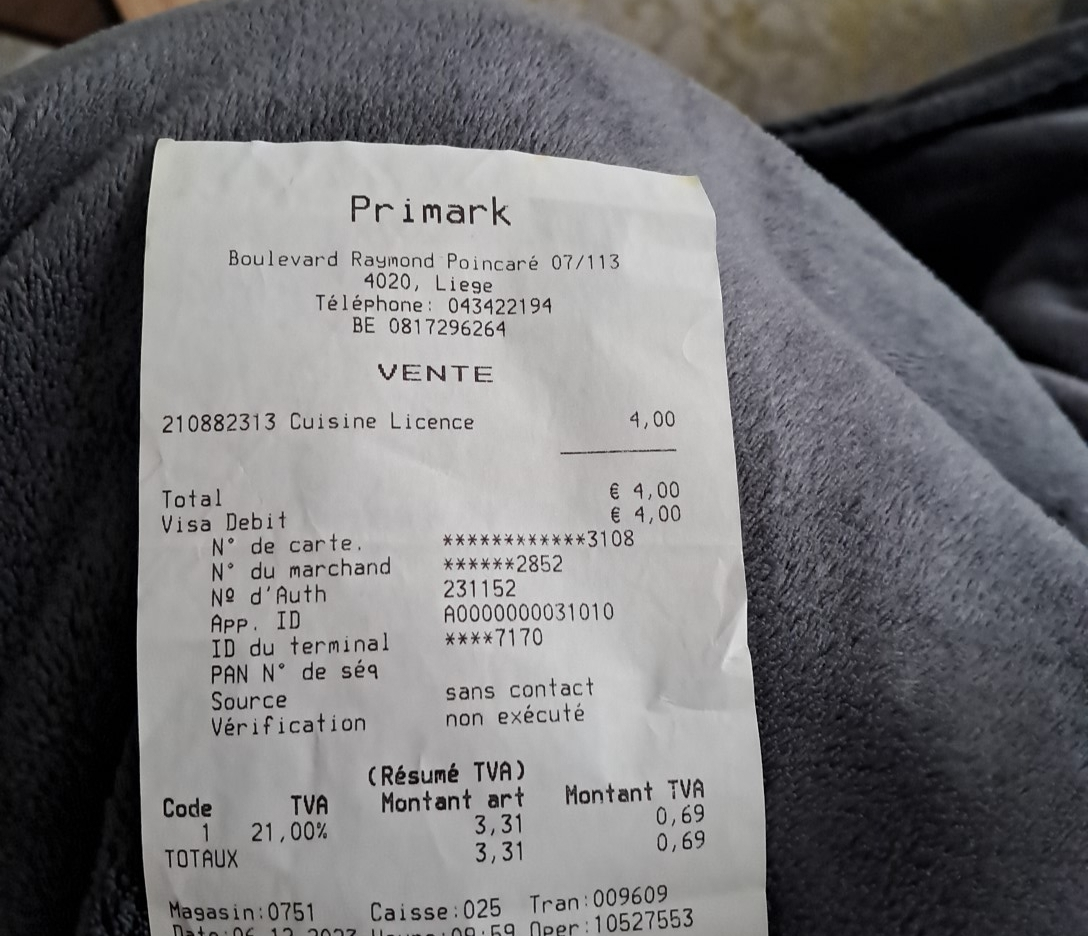 Primark
Boulevard Raymond Poincaré 07/113
4020, Liege
Téléphone: 043422194
BE 0817296264
VENTE
210882313 Cuisine Licence 4,00
Total € 4,00
Visa Debit € 4,00
N° de carte. ************3108
N° du marchand ******2852
Nº d'Auth 231152
App. ID A0000000031010
ID du terminal ****7170
PAN N° de séq
Source sans contact
Vérification non exécuté
(Résumé TVA)
Code TVA Montant art Montant TVA
1 21,00% 3,31 0,69
TOTAUX 3,31 0,69
Magasin:0751 Caisse:025 Tran:009609
Oper:10527553